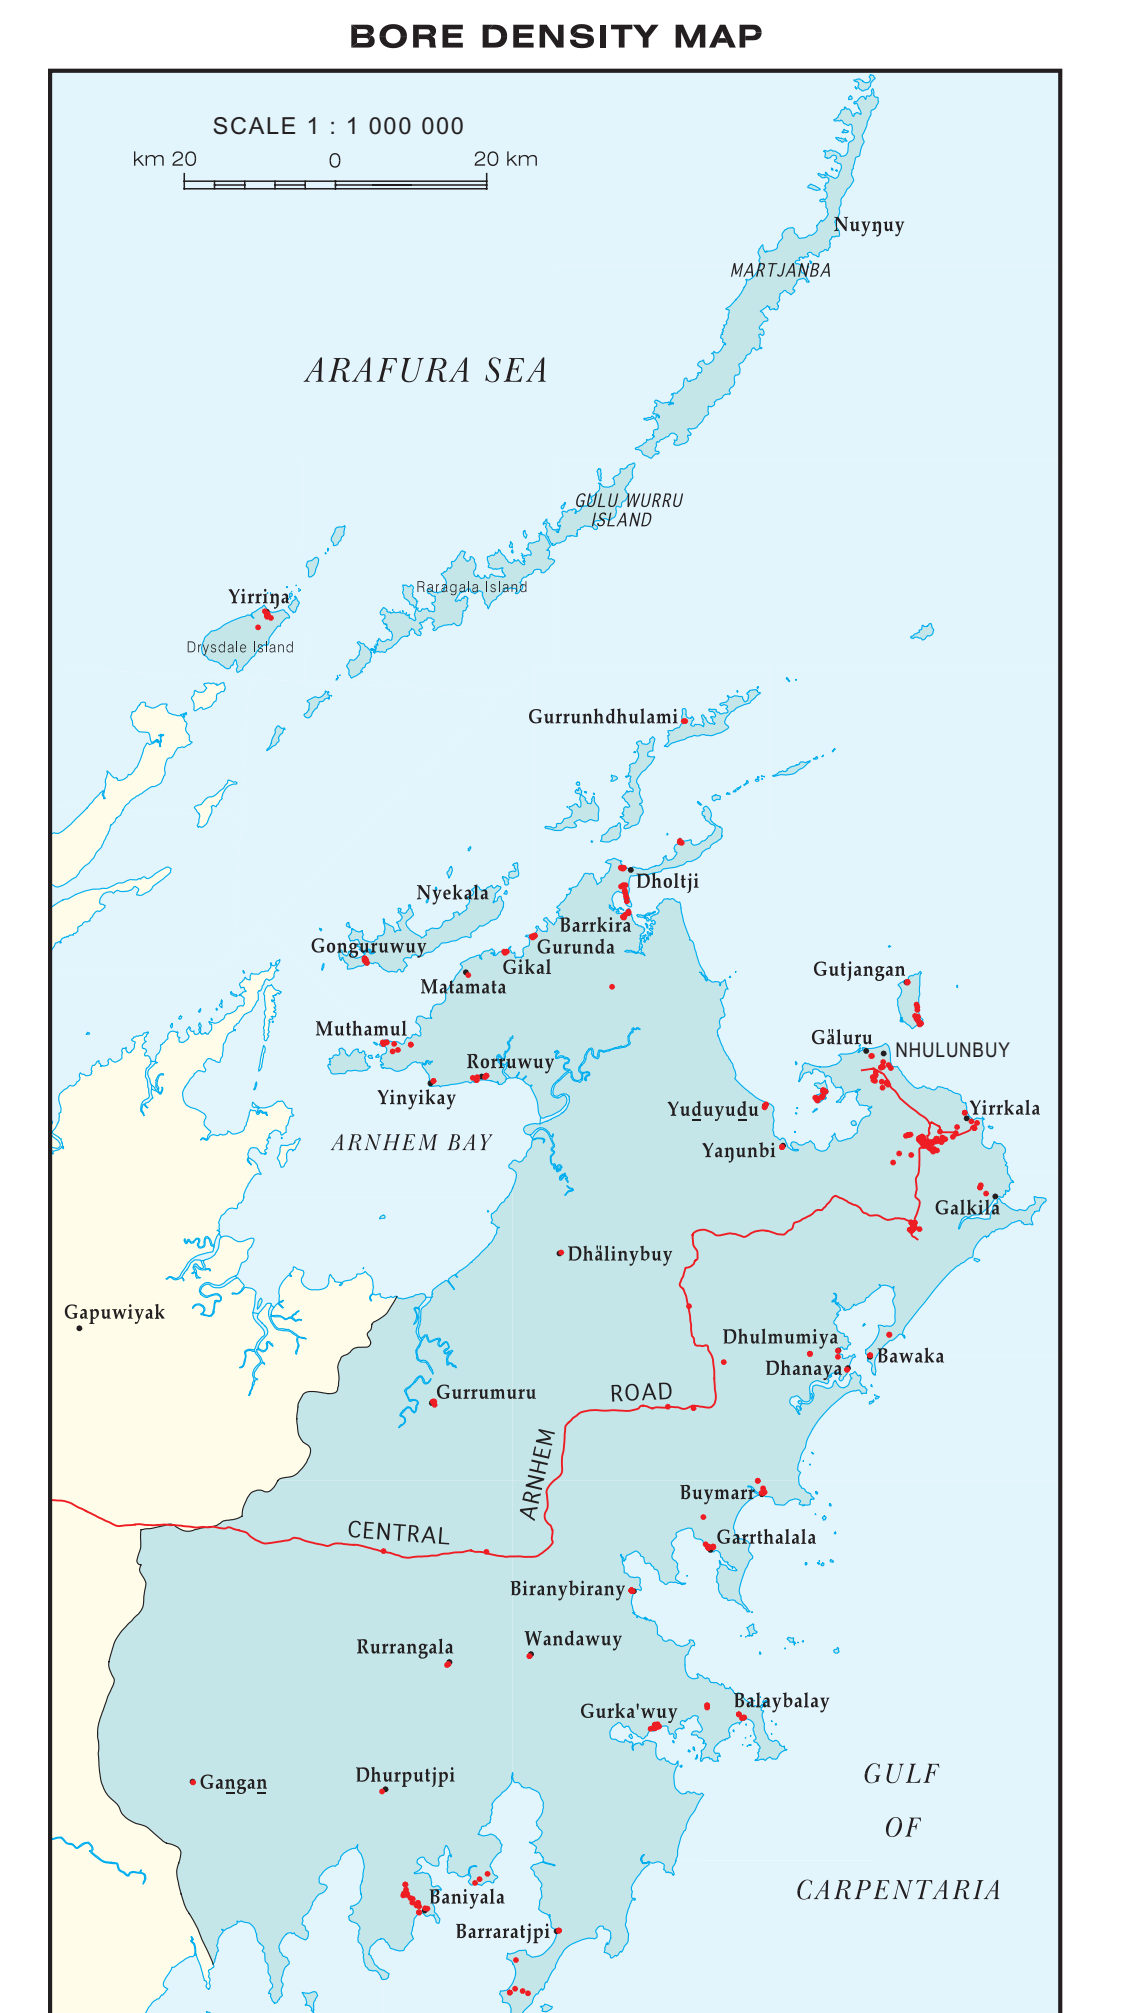 BORE DENSITY MAP
SCALE 1 : 1 000 000
km 20 0 20 km
Nuyŋuy
MARTJANBA
ARAFURA SEA
GULU WURRU
ISLAND
Raragala Island
Yirriŋa
Drysdale Island
Gurrunhdhulami
Dholtji
Nyekala
Barrkira
Gonguruwuy
Gurunda
Gikal
Matamata
Gutjangan
Muthamul
Gäluru
NHULUNBUY
Rorruwuy
Yinyikay
Yuḏuyuḏu
Yirrkala
ARNHEM BAY
Yaŋunbi
Galkila
Dhälinybuy
Gapuwiyak
Dhulmumiya
Bawaka
Dhanaya
Gurrumuru
ROAD
ARNHEM
Buymarr
CENTRAL
Garrthalala
Biranybirany
Rurrangala
Wandawuy
Gurka'wuy
Balaybalay
GULF
OF
CARPENTARIA
Gaṉgaṉ
Dhurputjpi
Baniyala
Barraratjpi